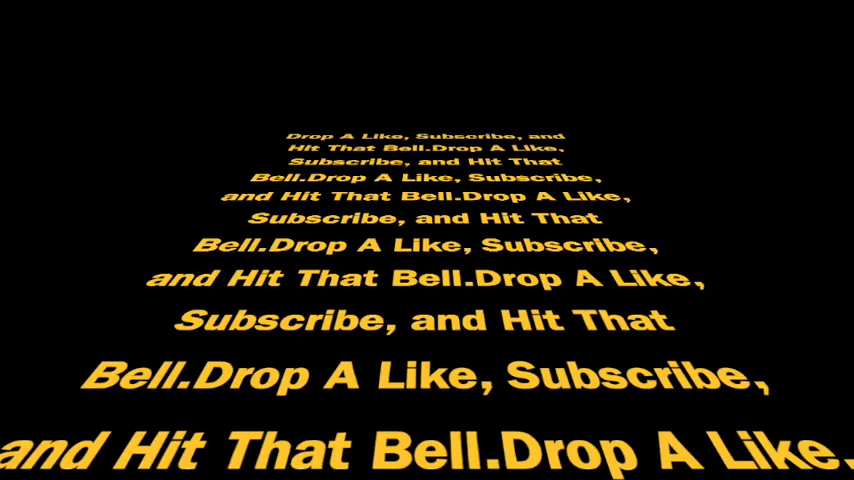 Drop A Like, Subscribe, and
Hit That Bell.Drop A Like,
Subscribe, and Hit That
Bell.Drop A Like, Subscribe,
and Hit That Bell.Drop A Like,
Subscribe, and Hit That
Bell.Drop A Like, Subscribe,
and Hit That Bell.Drop A Like,
Subscribe, and Hit That
Bell.Drop A Like, Subscribe,
and Hit That Bell.Drop A Like,